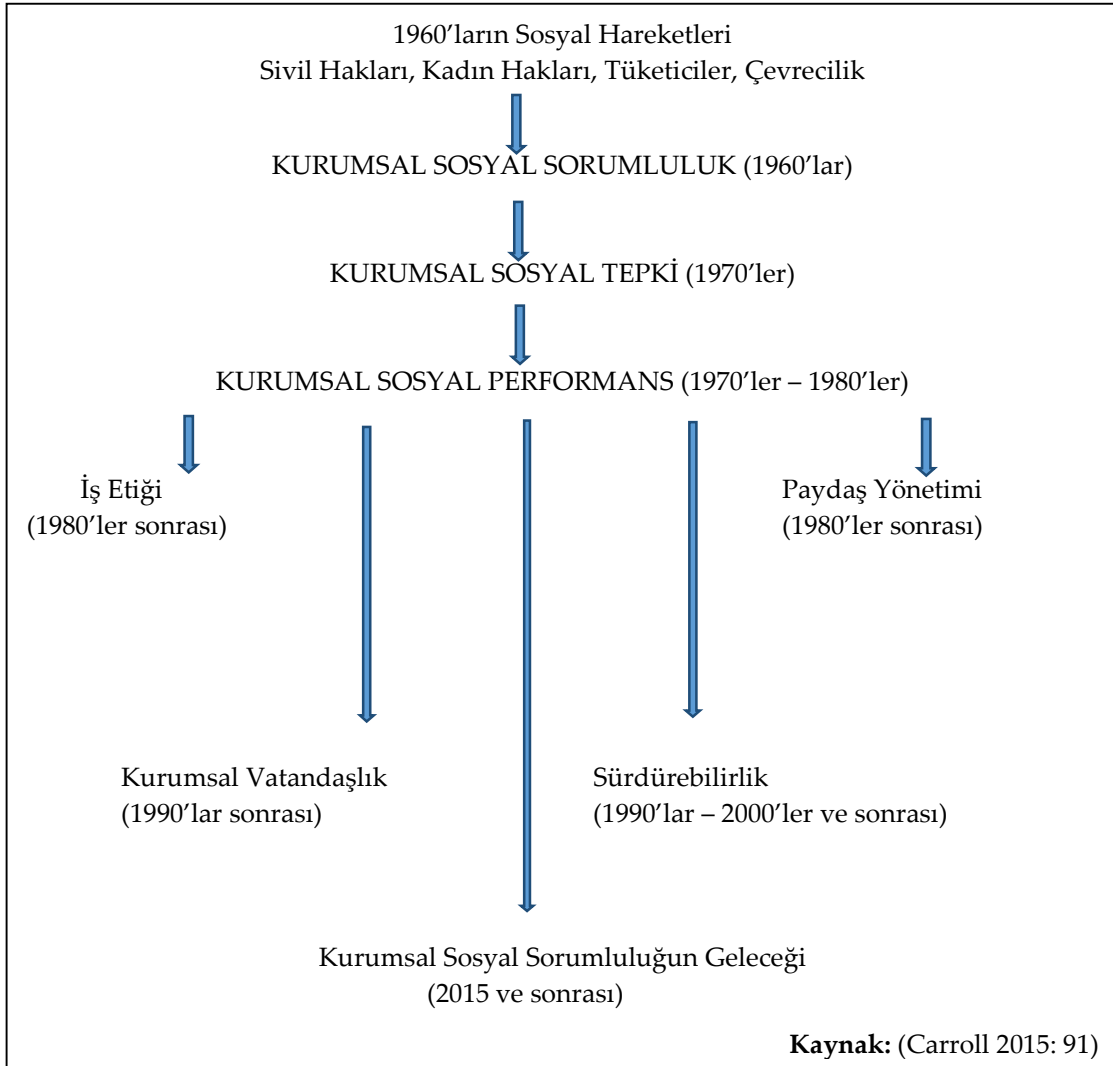 1960’ların Sosyal Hareketleri
Sivil Hakları, Kadın Hakları, Tüketiciler, Çevrecilik
KURUMSAL SOSYAL SORUMLULUK (1960’lar)
KURUMSAL SOSYAL TEPKİ (1970’ler)
KURUMSAL SOSYAL PERFORMANS (1970’ler – 1980’ler)
İş Etiği
(1980’ler sonrası)
Paydaş Yönetimi
(1980’ler sonrası)
Kurumsal Vatandaşlık
(1990’lar sonrası)
Sürdürebilirlik
(1990’lar – 2000’ler ve sonrası)
Kurumsal Sosyal Sorumluluğun Geleceği
(2015 ve sonrası)
Kaynak: (Carroll 2015: 91)